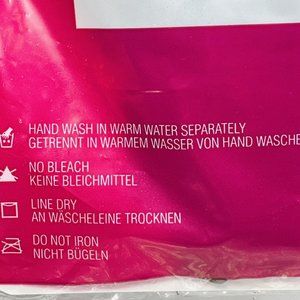 HAND WASH IN WARM WATER SEPARATELY
GETRENNT IN WARMEM WASSER VON HAND WASCHE
NO BLEACH
KEINE BLEICHMITTEL
LINE DRY
AN WÄSCHELEINE TROCKNEN
DO NOT IRON
NICHT BÜGELN